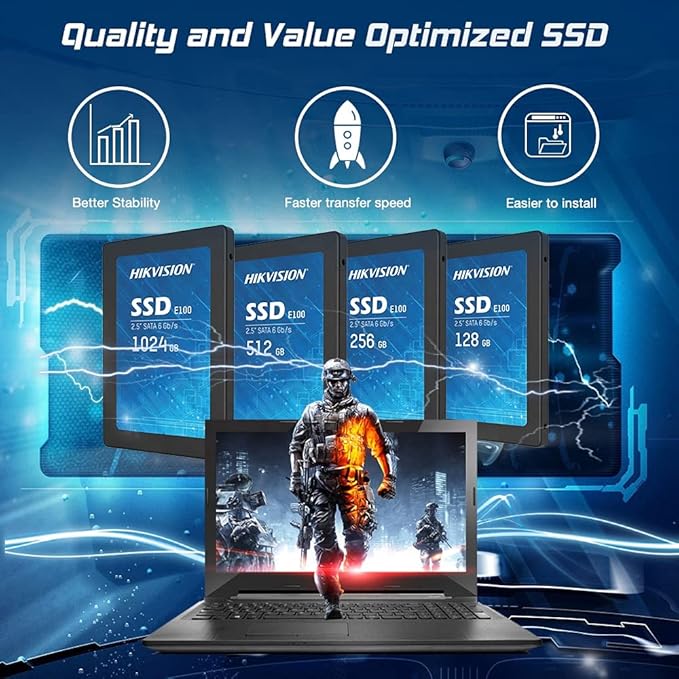 Quality and Value Optimized SSD
Better Stability
Faster transfer speed
Easier to install
HIKVISION
SSD E100
2.5" SATA 6 Gb/s
1024 GB
HIKVISION
SSD E100
2.5" SATA 6 Gb/s
512 GB
HIKVISION
SSD E100
2.5" SATA 6 Gb/s
256 GB
HIKVISION
SSD E100
2.5" SATA 6 Gb/s
128 GB